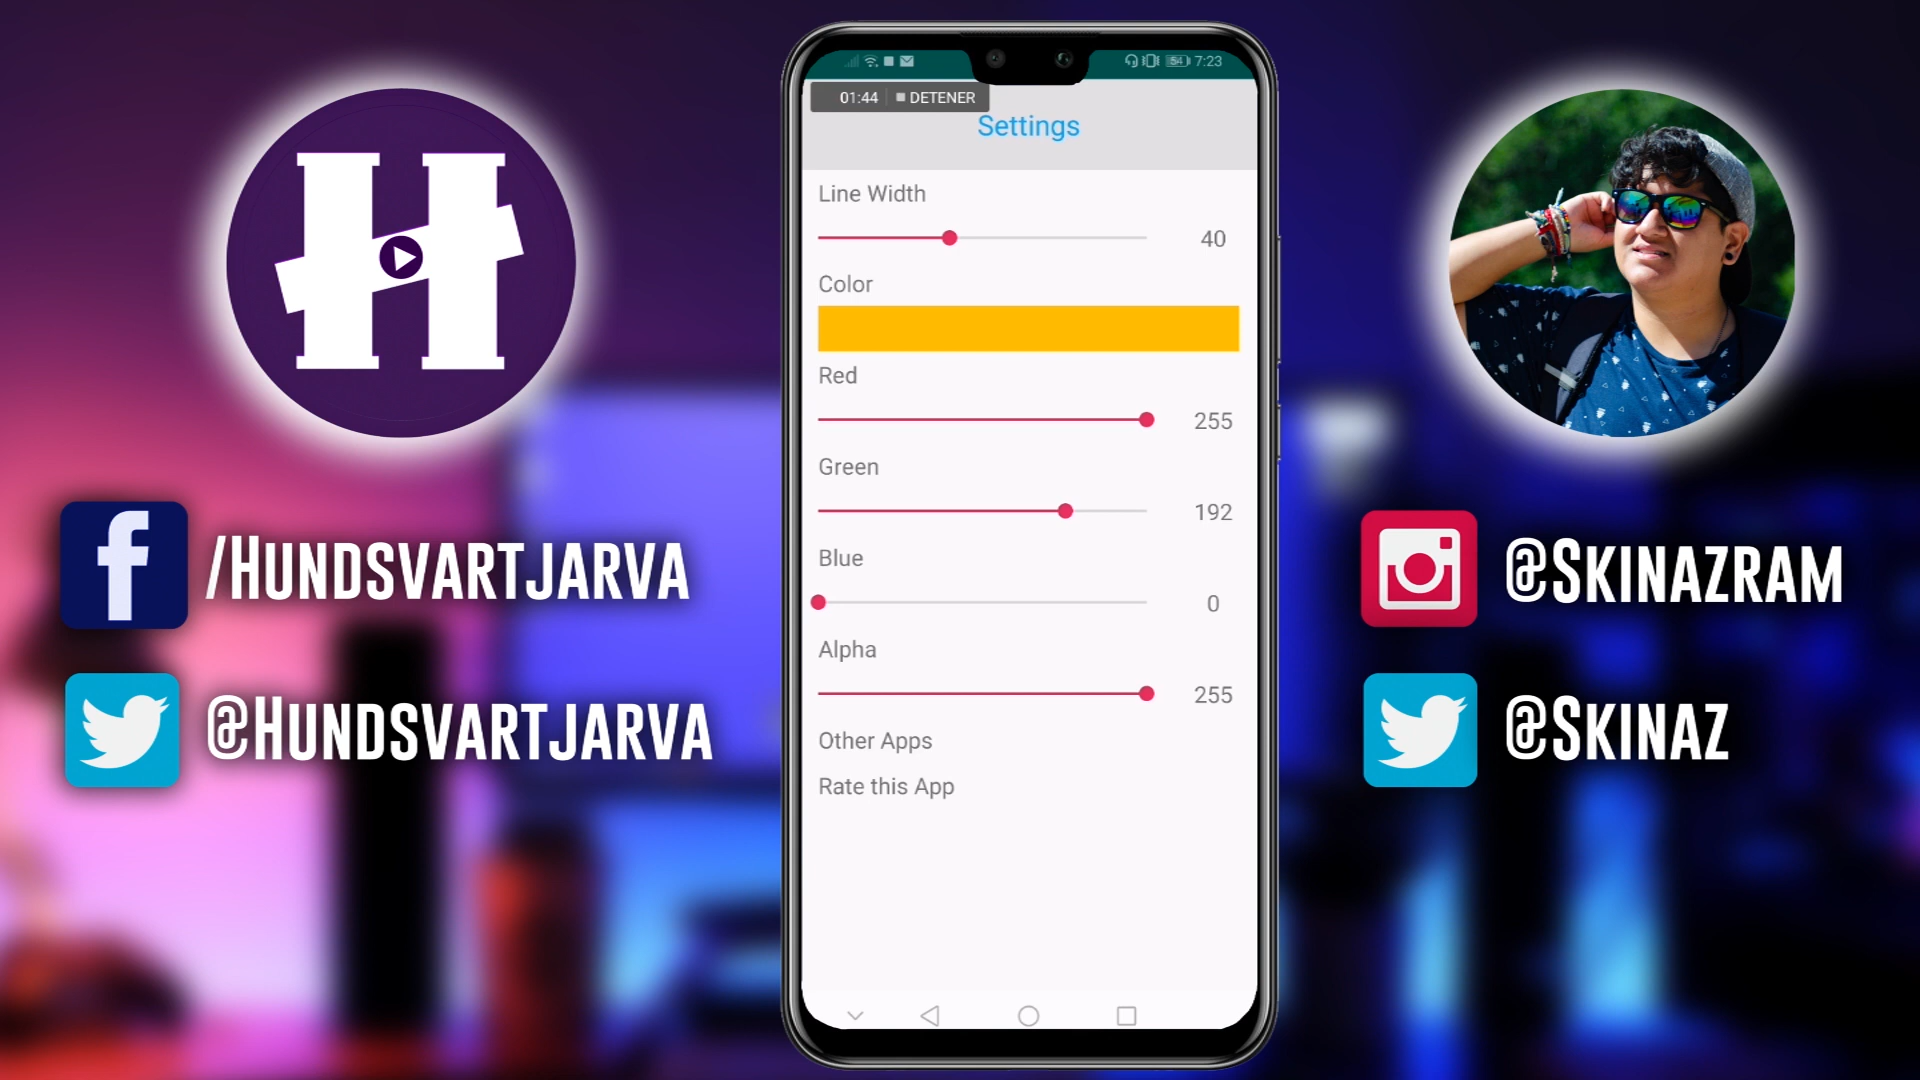 54 7:23
01:44 DETENER
Settings
Line Width
40
Color
Red
255
Green
192
Blue
0
Alpha
255
Other Apps
Rate this App
H
f /HUNDSVARTJARVA
@HUNDSVARTJARVA
@SKINAZRAM
@SKINAZ